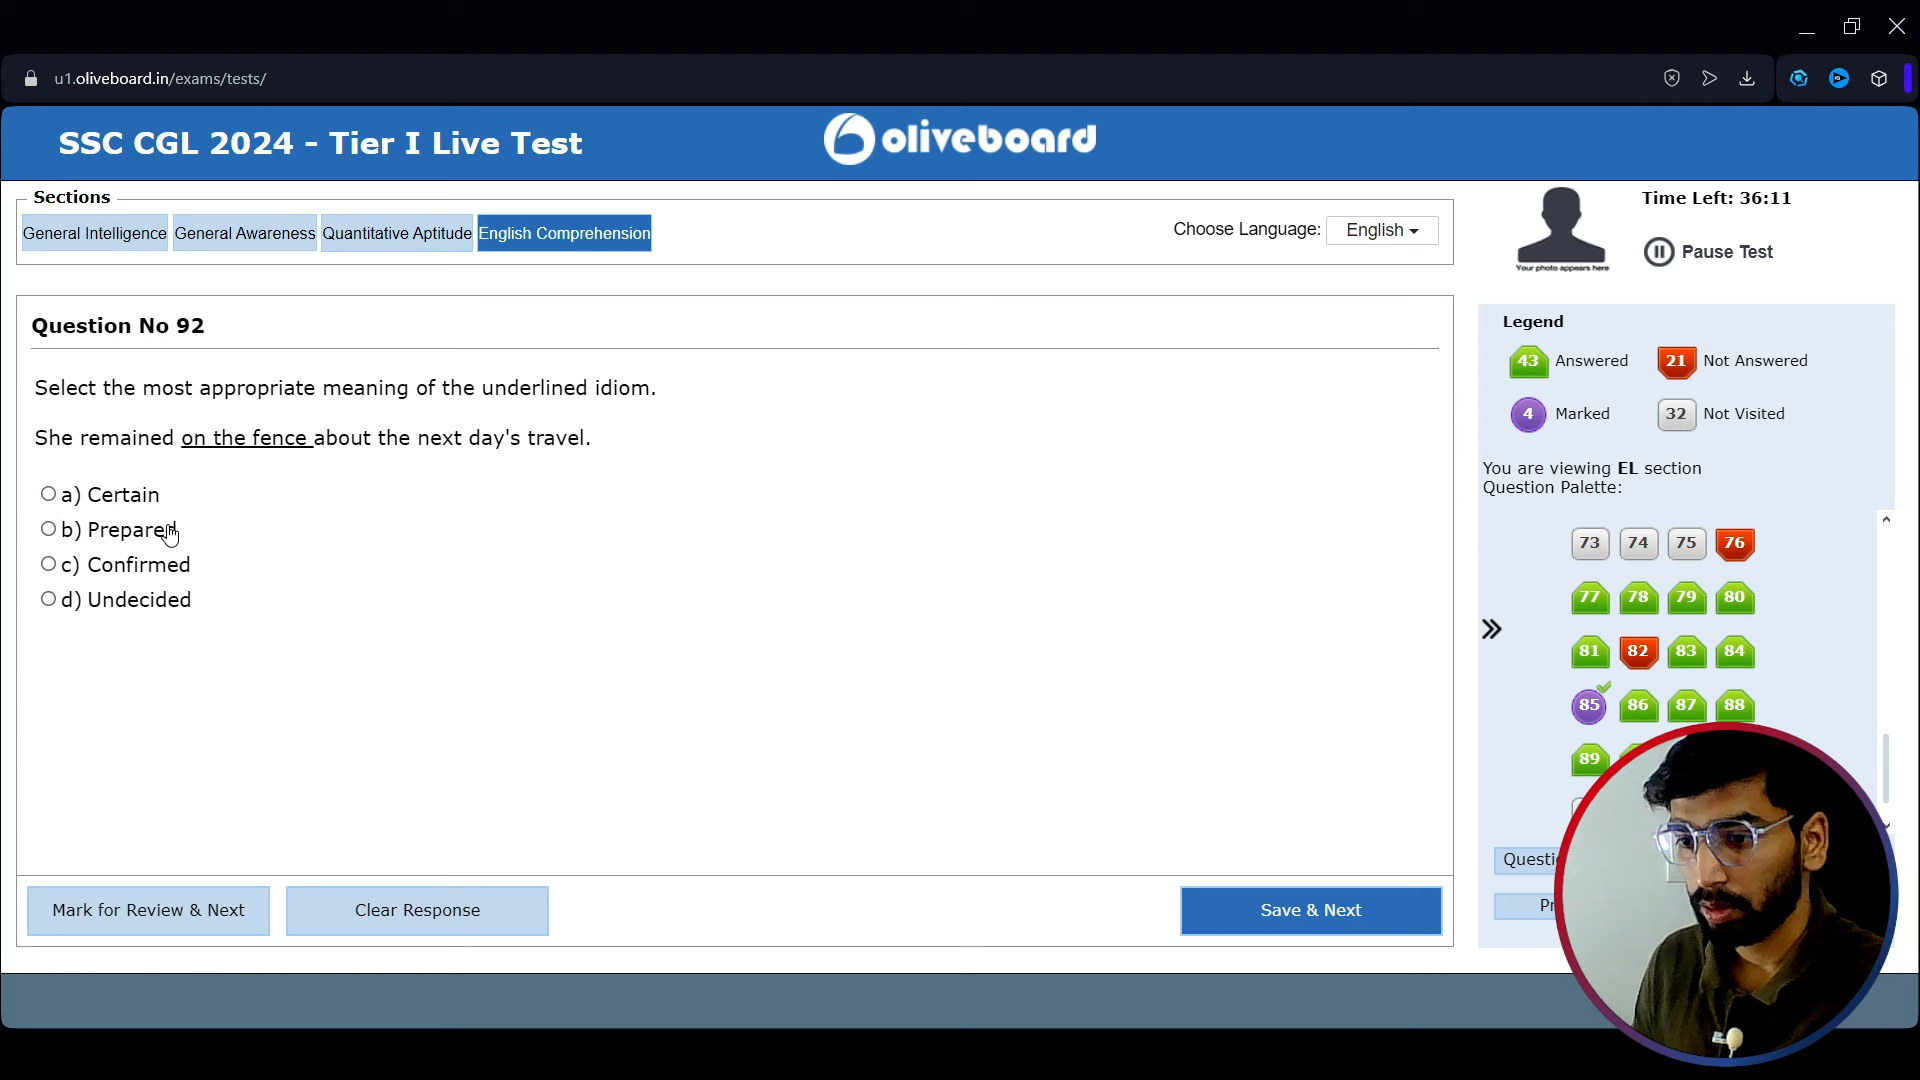 u1.oliveboard.in/exams/tests/
SSC CGL 2024 - Tier I Live Test
oliveboard
Sections
General Intelligence
General Awareness
Quantitative Aptitude
English Comprehension
Choose Language:
English
Your photo appears here
Time Left: 36:11
Pause Test
Question No 92
Select the most appropriate meaning of the underlined idiom.
She remained on the fence about the next day's travel.
a) Certain
b) Prepared
c) Confirmed
d) Undecided
Mark for Review & Next
Clear Response
Save & Next
Legend
43 Answered
21 Not Answered
4 Marked
32 Not Visited
You are viewing EL section
Question Palette:
73 74 75 76
77 78 79 80
81 82 83 84
85 86 87 88
89